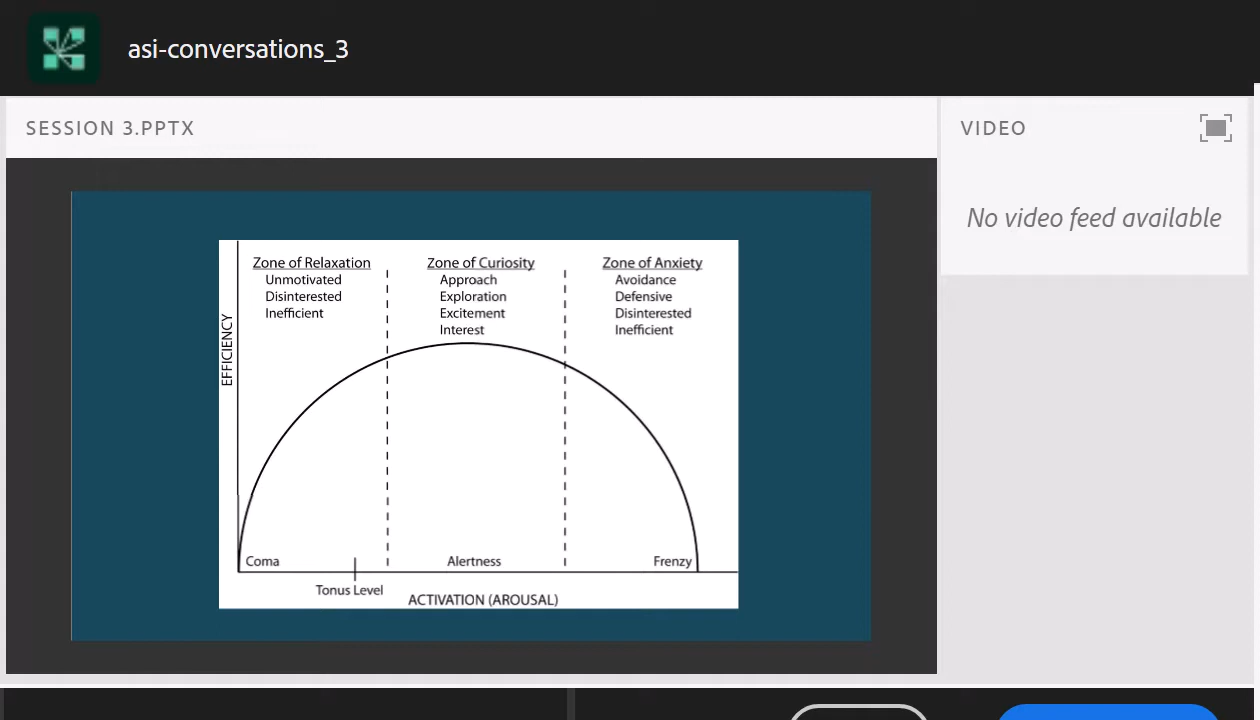 asi-conversations_3
SESSION 3.PPTX
VIDEO
No video feed available
Zone of Relaxation
Unmotivated
Disinterested
Inefficient
Zone of Curiosity
Approach
Exploration
Excitement
Interest
Zone of Anxiety
Avoidance
Defensive
Disinterested
Inefficient
EFFICIENCY
Coma
Alertness
Frenzy
Tonus Level
ACTIVATION (AROUSAL)